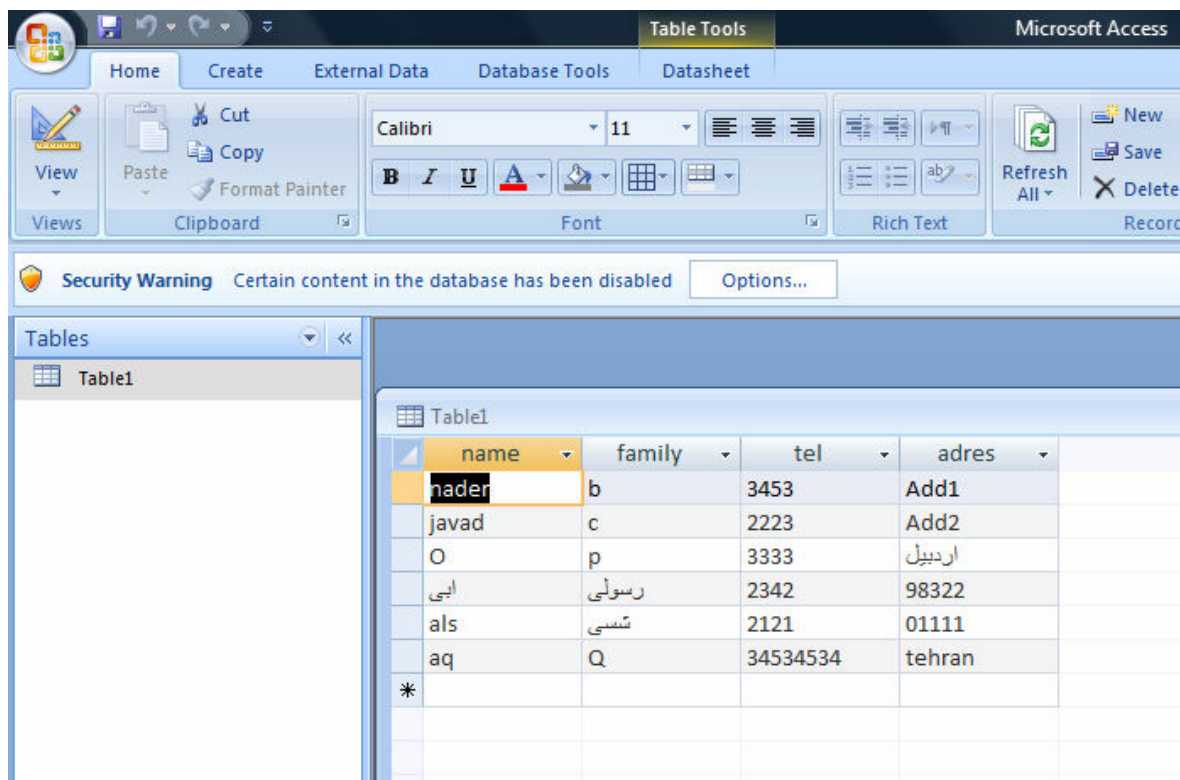 Table Tools Microsoft Access
Home Create External Data Database Tools Datasheet
View Paste Cut Copy Format Painter
Calibri 11
B I U A
Refresh All
New
Save
Delete
Views Clipboard Font Rich Text Record
Security Warning Certain content in the database has been disabled Options...
Tables
Table1
Table1
name family tel adres
nader b 3453 Add1
javad c 2223 Add2
O p 3333 اردبیل
ابی رسولی 2342 98322
als شسی 2121 01111
aq Q 34534534 tehran